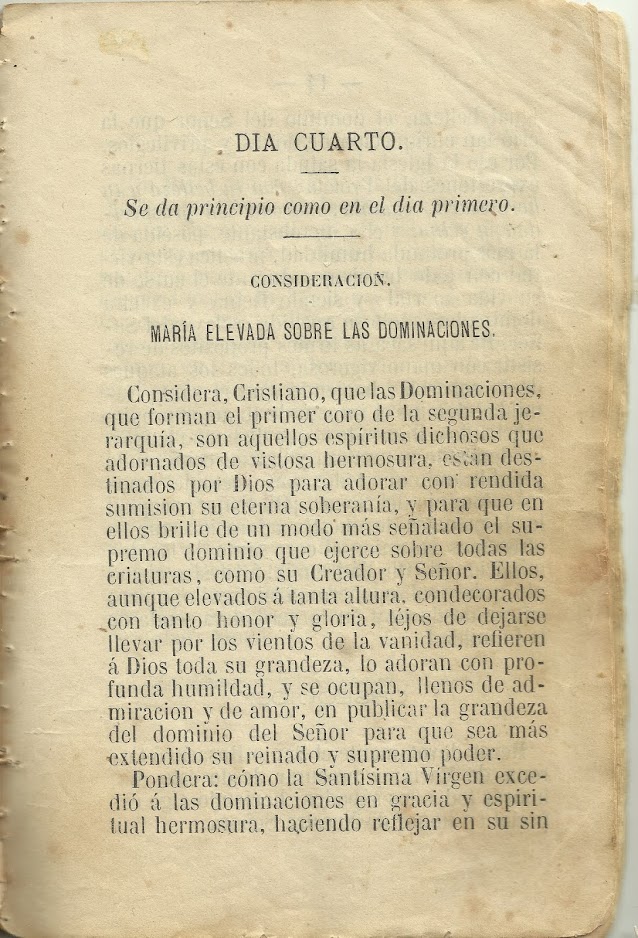 DIA CUARTO.
Se da principio como en el dia primero.
CONSIDERACION.
MARÍA ELEVADA SOBRE LAS DOMINACIONES.
Considera, Cristiano, que las Dominaciones,
que forman el primer coro de la segunda je-
rarquía, son aquellos espíritus dichosos que
adornados de vistosa hermosura, están des-
tinados por Dios para adorar con rendida
sumision su eterna soberanía, y para que en
ellos brille de un modo más señalado el su-
premo dominio que ejerce sobre todas las
criaturas, como su Creador y Señor. Ellos,
aunque elevados á tanta altura, condecorados
con tanto honor y gloria, léjos de dejarse
llevar por los vientos de la vanidad, refieren
á Dios toda su grandeza, lo adoran con pro-
funda humildad, y se ocupan, llenos de ad-
miracion y de amor, en publicar la grandeza
del dominio del Señor para que sea más
extendido su reinado y supremo poder.
Pondera: cómo la Santísima Vírgen exce-
dió á las dominaciones en gracia y espiri-
tual hermosura, haciendo reflejar en su sin